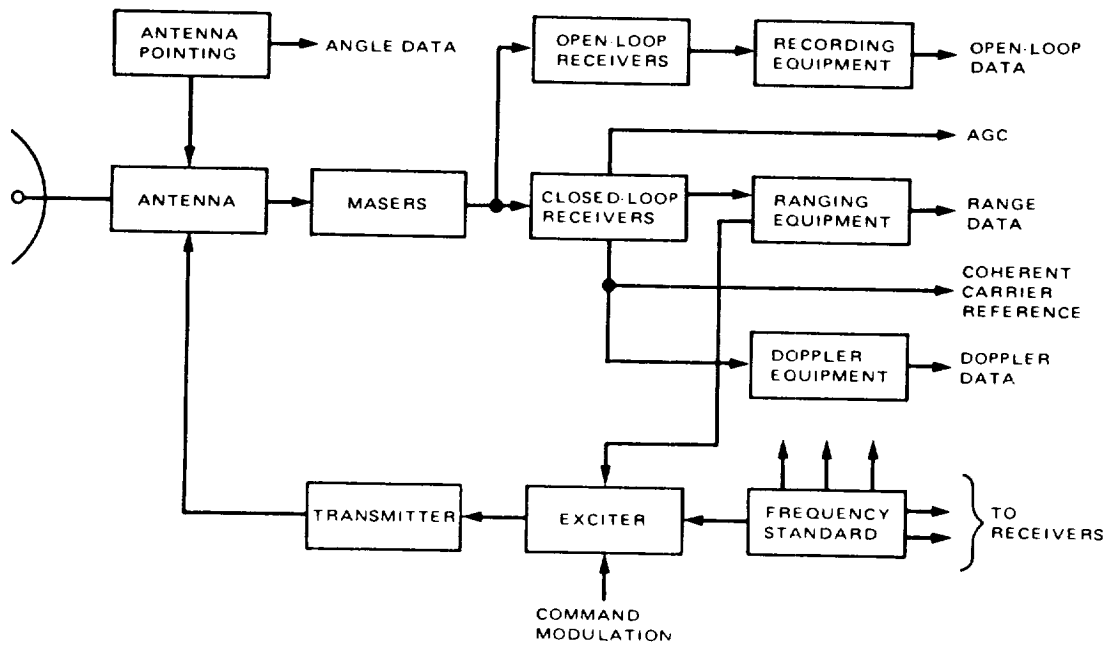 ANTENNA
POINTING
ANGLE DATA
OPEN-LOOP
RECEIVERS
RECORDING
EQUIPMENT
OPEN-LOOP
DATA
AGC
ANTENNA
MASERS
CLOSED-LOOP
RECEIVERS
RANGING
EQUIPMENT
RANGE
DATA
COHERENT
CARRIER
REFERENCE
DOPPLER
EQUIPMENT
DOPPLER
DATA
TRANSMITTER
EXCITER
FREQUENCY
STANDARD
TO
RECEIVERS
COMMAND
MODULATION